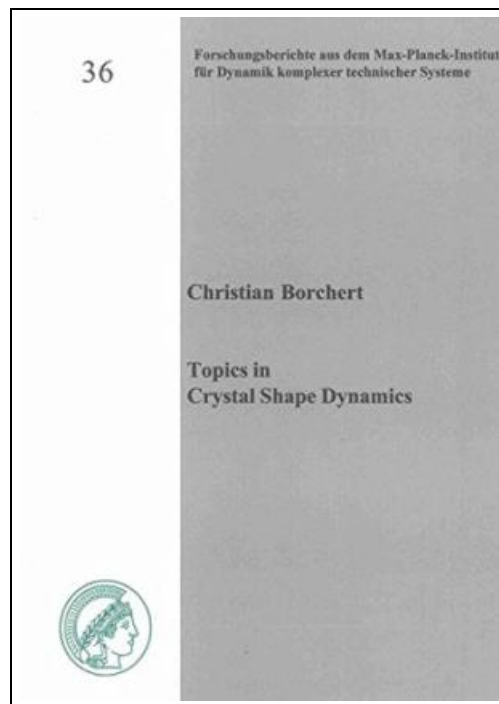 36
Forschungsberichte aus dem Max-Planck-Institut
für Dynamik komplexer technischer Systeme
Christian Borchert
Topics in
Crystal Shape Dynamics